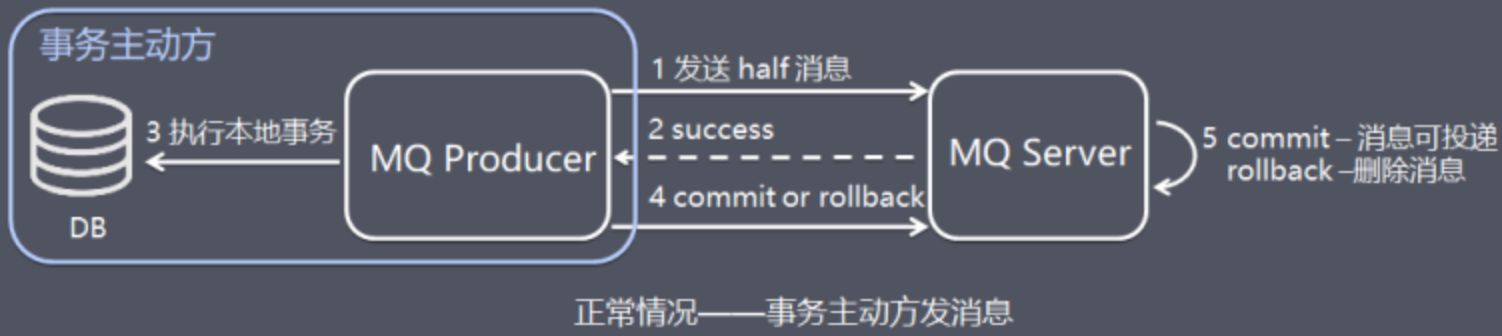 事务主动方
1 发送 half 消息
3 执行本地事务
2 success
MQ Producer
MQ Server
5 commit – 消息可投递
rollback –删除消息
4 commit or rollback
DB
正常情况——事务主动方发消息